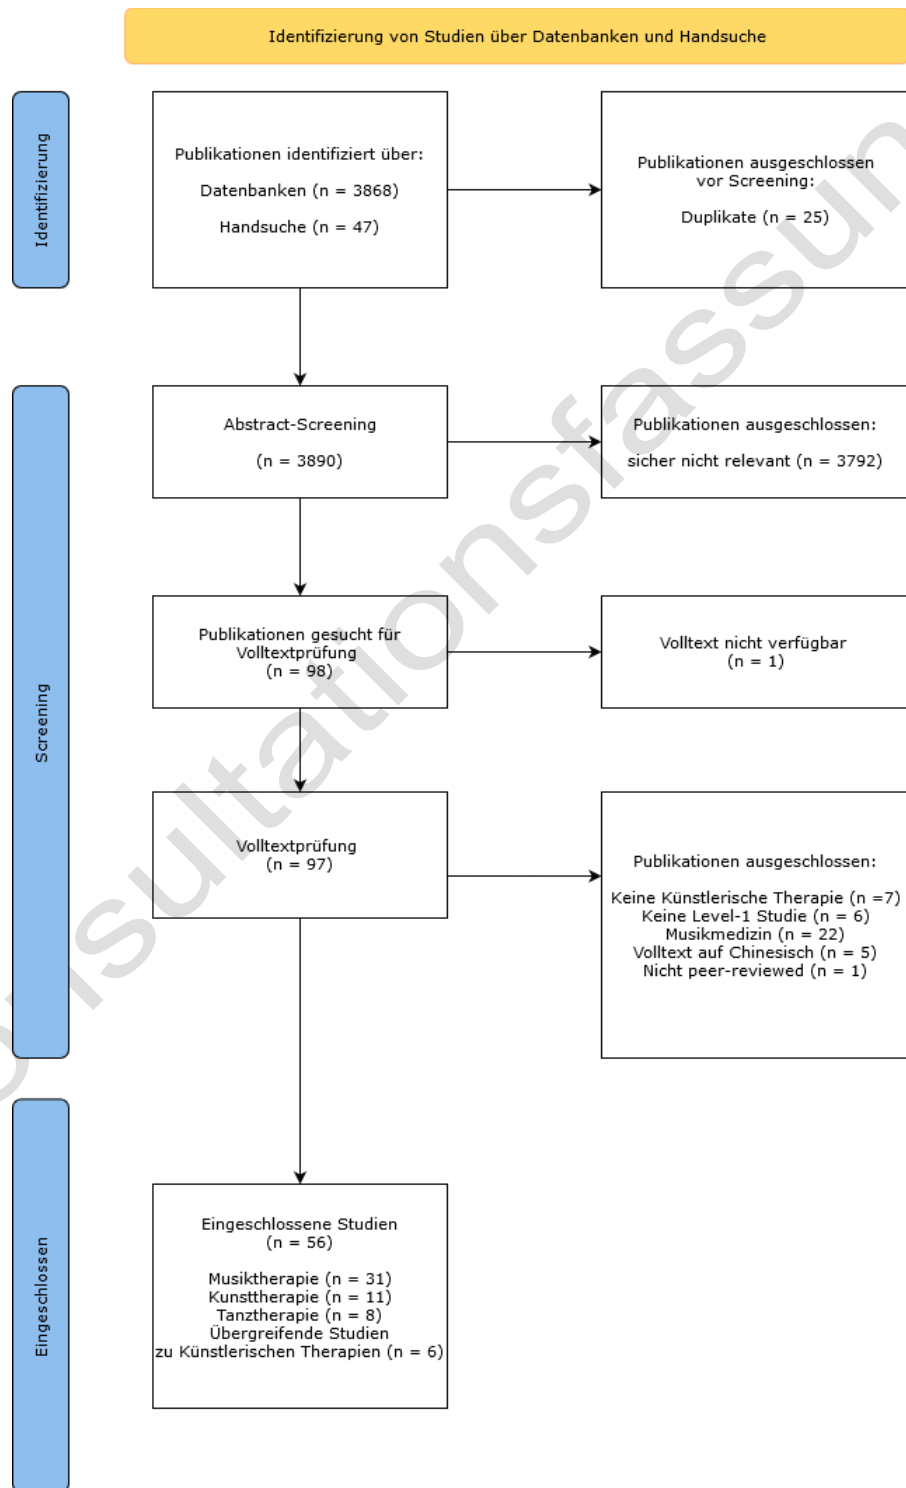 Identifizierung von Studien über Datenbanken und Handsuche
Identifizierung
Publikationen identifiziert über:
Datenbanken (n = 3868)
Handsuche (n = 47)
Publikationen ausgeschlossen
vor Screening:
Duplikate (n = 25)
Screening
Abstract-Screening
(n = 3890)
Publikationen ausgeschlossen:
sicher nicht relevant (n = 3792)
Publikationen gesucht für
Volltextprüfung
(n = 98)
Volltext nicht verfügbar
(n = 1)
Volltextprüfung
(n = 97)
Publikationen ausgeschlossen:
Keine Künstlerische Therapie (n =7)
Keine Level-1 Studie (n = 6)
Musikmedizin (n = 22)
Volltext auf Chinesisch (n = 5)
Nicht peer-reviewed (n = 1)
Eingeschlossen
Eingeschlossene Studien
(n = 56)
Musiktherapie (n = 31)
Kunsttherapie (n = 11)
Tanztherapie (n = 8)
Übergreifende Studien
zu Künstlerischen Therapien (n = 6)
onsultationsfassun